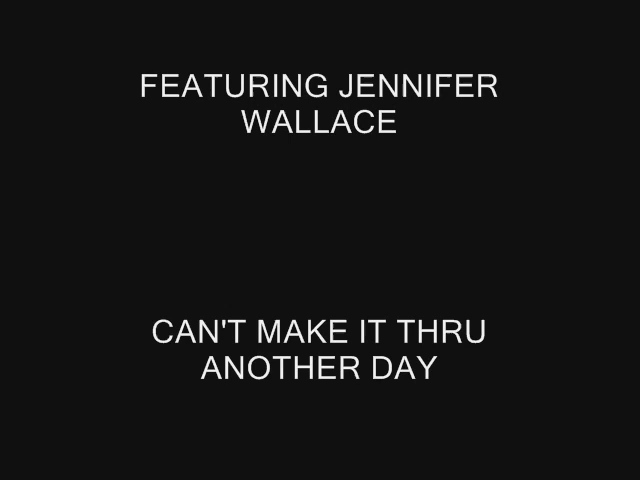 FEATURING JENNIFER
WALLACE
CAN'T MAKE IT THRU
ANOTHER DAY